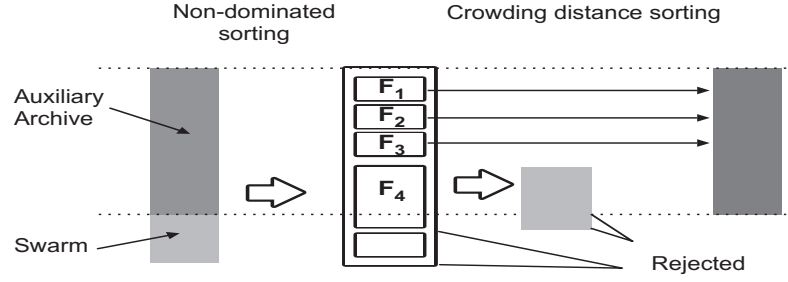 Non-dominated
sorting
Crowding distance sorting
Auxiliary
Archive
F1
F2
F3
F4
Swarm
Rejected